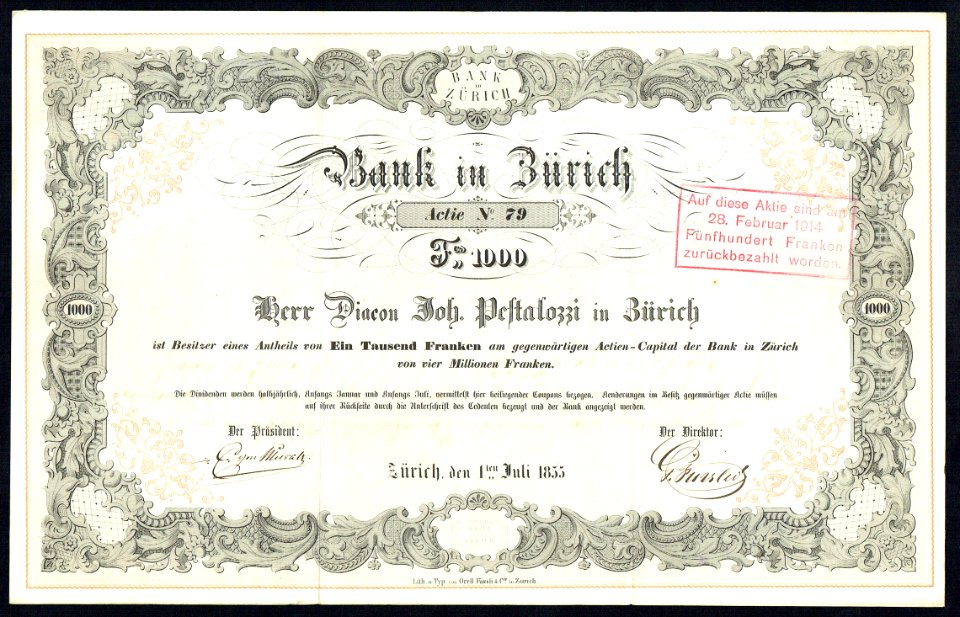 BANK
IN
ZÜRICH
Bank in Zürich
Actie Nº 79
Frn 1000
Auf diese Aktie sind am
28. Februar 1914
Fünfhundert Franken
zurückbezahlt worden.
1000
1000
Herr Diacon Joh. Pestalozzi in Zürich
ist Besitzer eines Antheils von Ein Tausend Franken am gegenwärtigen Actien-Capital der Bank in Zürich
von vier Millionen Franken.
Die Dividenden werden halbjährlich, Anfangs Januar und Anfangs Juli, vermittelst hier beiliegender Coupons bezogen. Aenderungen im Besitz gegenwärtiger Actie müssen
auf ihrer Rückseite durch die Unterschrift des Cedenten bezeugt und der Bank angezeigt werden.
Der Präsident:
Der Direktor:
Zürich, den 1ten Juli 1855
Lith. u. Typ. von Orell Füssli & Cie in Zürich